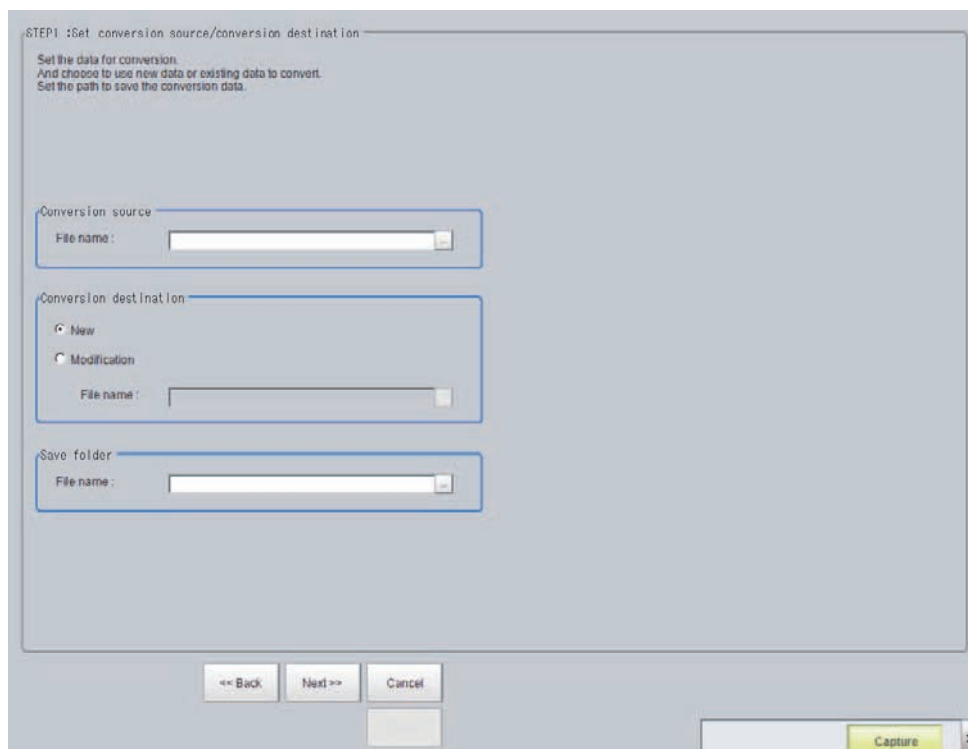 STEP1 :Set conversion source/conversion destination
Set the data for conversion.
And choose to use new data or existing data to convert.
Set the path to save the conversion data.
Conversion source
File name :
...
Conversion destination
New
Modification
File name :
Save folder
File name :
...
<< Back
Next >>
Cancel
Capture